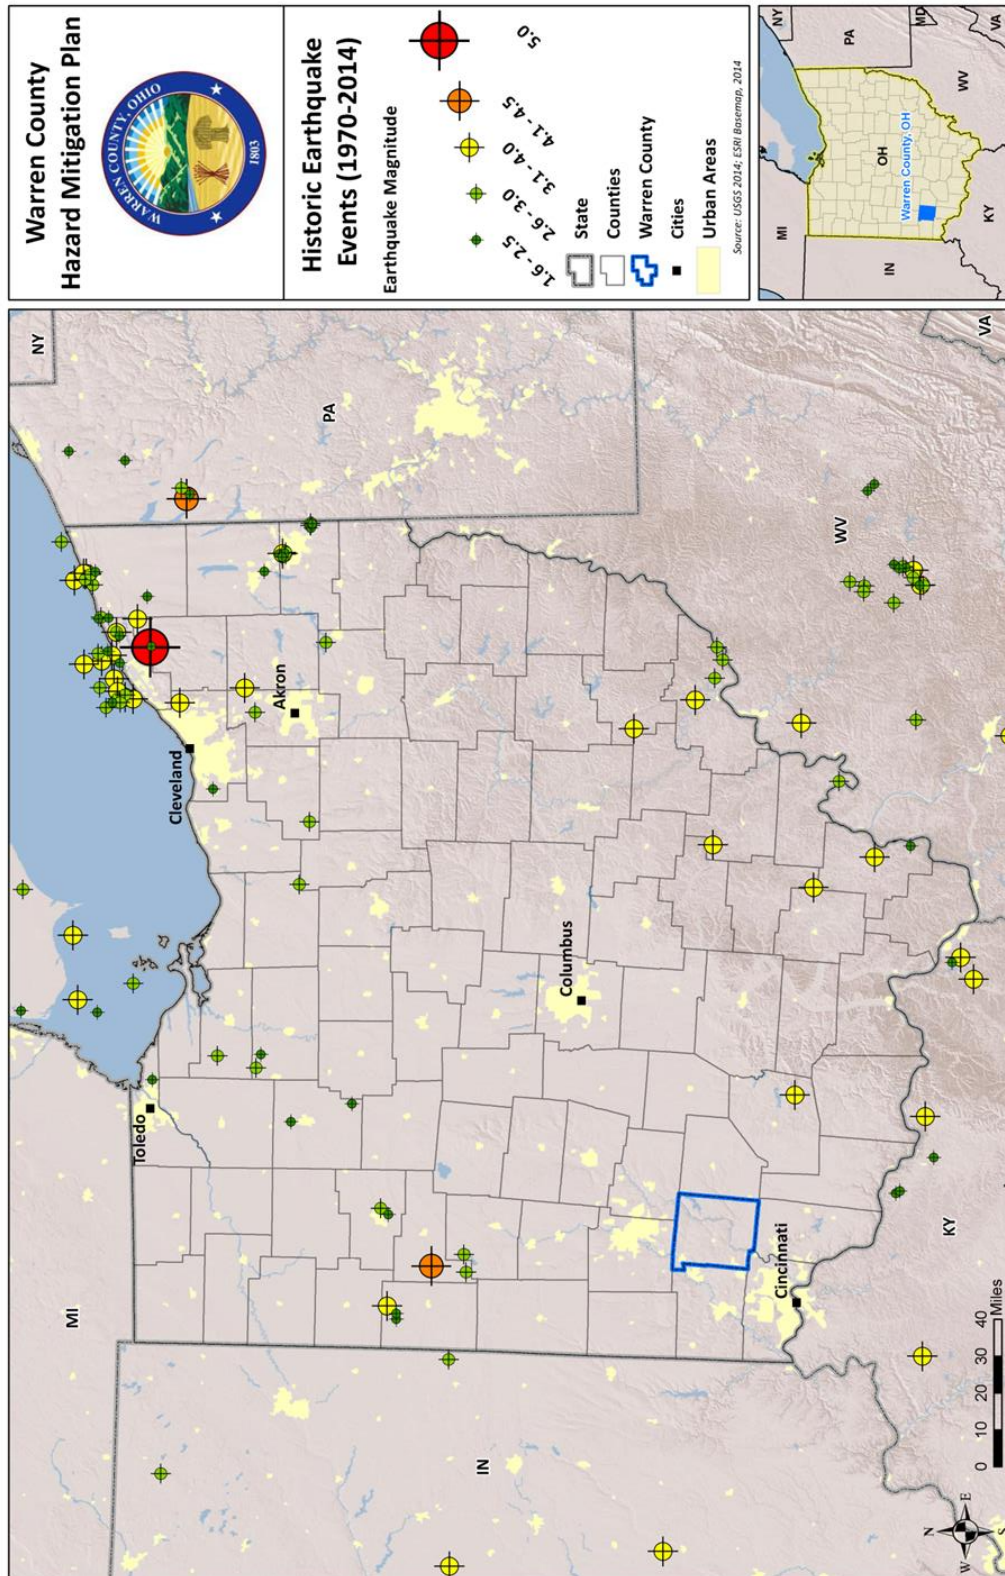 Warren County
Hazard Mitigation Plan
WARREN COUNTY, OHIO
1803
Historic Earthquake
Events (1970-2014)
Earthquake Magnitude
1.6 - 2.5
2.6 - 3.0
3.1 - 4.0
4.1 - 4.5
5.0
State
Counties
Warren County
Cities
Urban Areas
Source: USGS 2014; ESRI Basemap, 2014
MI
NY
PA
OH
IN
WV
MD
VA
KY
Warren County, OH
MI
NY
Toledo
Cleveland
Akron
PA
IN
Columbus
Cincinnati
WV
KY
VA
N
W
E
S
0
10
20
30
40
Miles